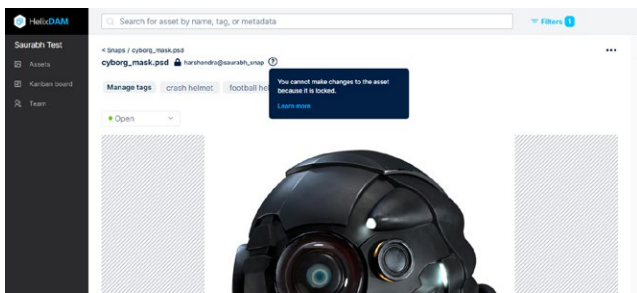 HelixDAM
Search for asset by name, tag, or metadata
Filters 1
Saurabh Test
Assets
Kanban board
Team
< Snaps / cyborg_mask.psd
cyborg_mask.psd harshendra@saurabh_snap ?
You cannot make changes to the asset
because it is locked.
Learn more
Manage tags crash helmet football hel
Open